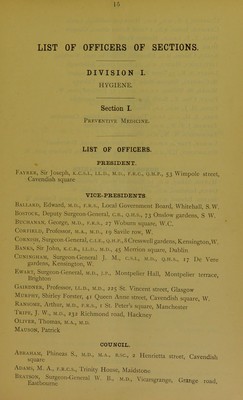 15
LIST OF OFFICERS OF SECTIONS.
DIVISION I.
HYGIENE.
Section I.
PREVENTIVE MEDICINE.
LIST OF OFFICERS.
PRESIDENT.
FAYRER, Sir Joseph, K.C.S.I., LL.D., M.D., F.R.C., Q.H.P., 53 Wimpole street,
Cavendish square
VICE-PRESIDENTS
BALLARD, Edward, M.D., F.R.S., Local Government Board, Whitehall, S.W.
BOSTOCK, Deputy Surgeon-General, C.B., Q.H.S., 73 Onslow gardens, S W.
BUCHANAN, George, M.D., F.R.S., 27 Woburn square, W.C.
CORFIELD, Professor, M.A., M.D., 19 Savile row, W.
CORNISH, Surgeon-General, C.I.E., Q.H.P., 8 Cresswell gardens, Kensington, W.
BANKS, Sir John, K.C.B., LL.D., M.D., 45 Merrion square, Dublin
CUNINGHAM, Surgeon-General J. M., C.S.I., M.D., Q.H.S., 17 De Vere
gardens, Kensington, W.
EWART, Surgeon-General, M.D., J.P., Montpelier Hall, Montpelier terrace,
Brighton
GAIRDNER, Professor, LL.D., M.D., 225 St. Vincent street, Glasgow
MURPHY, Shirley Forster, 41 Queen Anne street, Cavendish square, W.
RANSOME, Arthur, M.D., F.R.S., 1 St. Peter's square, Manchester
TRIPE, J. W., M.D., 232 Richmond road, Hackney
OLIVER, Thomas, M.A., M.D.
MANSON, Patrick
COUNCIL.
ABRAHAM, Phineas S., M.D., M.A., B.SC., 2 Henrietta street, Cavendish
square
ADAMS, M. A., F.R.C.S., Trinity House, Maidstone
BEATSON, Surgeon-General W. B., M.D., Vicarsgrange, Grange road,
Eastbourne